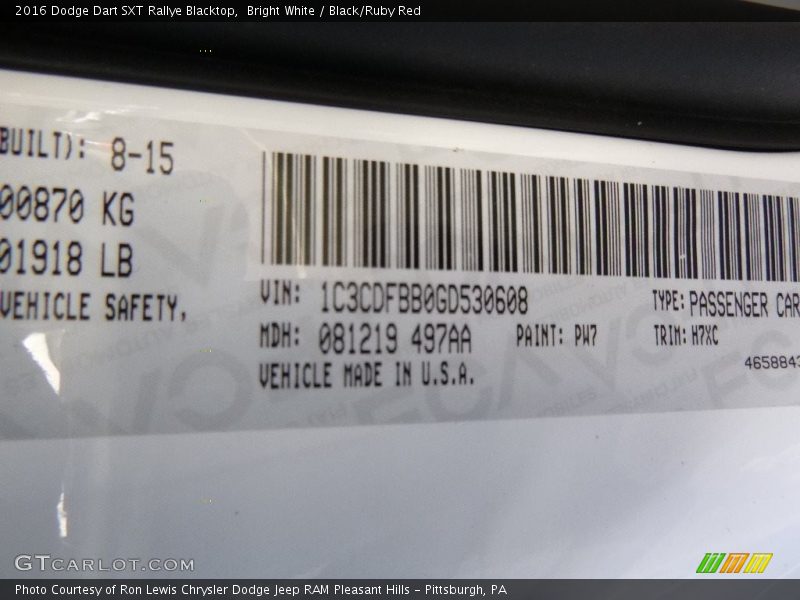 2016 Dodge Dart SXT Rallye Blacktop,  Bright White / Black/Ruby Red
BUILT): 8-15
00870 KG
01918 LB
VEHICLE SAFETY,
VIN: 1C3CDFBB0GD530608 TYPE: PASSENGER CAR
MDH: 081219 497AA PAINT: PW7 TRIM: H7XC
VEHICLE MADE IN U.S.A. 465884
GTCARLOT.COM
Photo Courtesy of Ron Lewis Chrysler Dodge Jeep RAM Pleasant Hills - Pittsburgh, PA